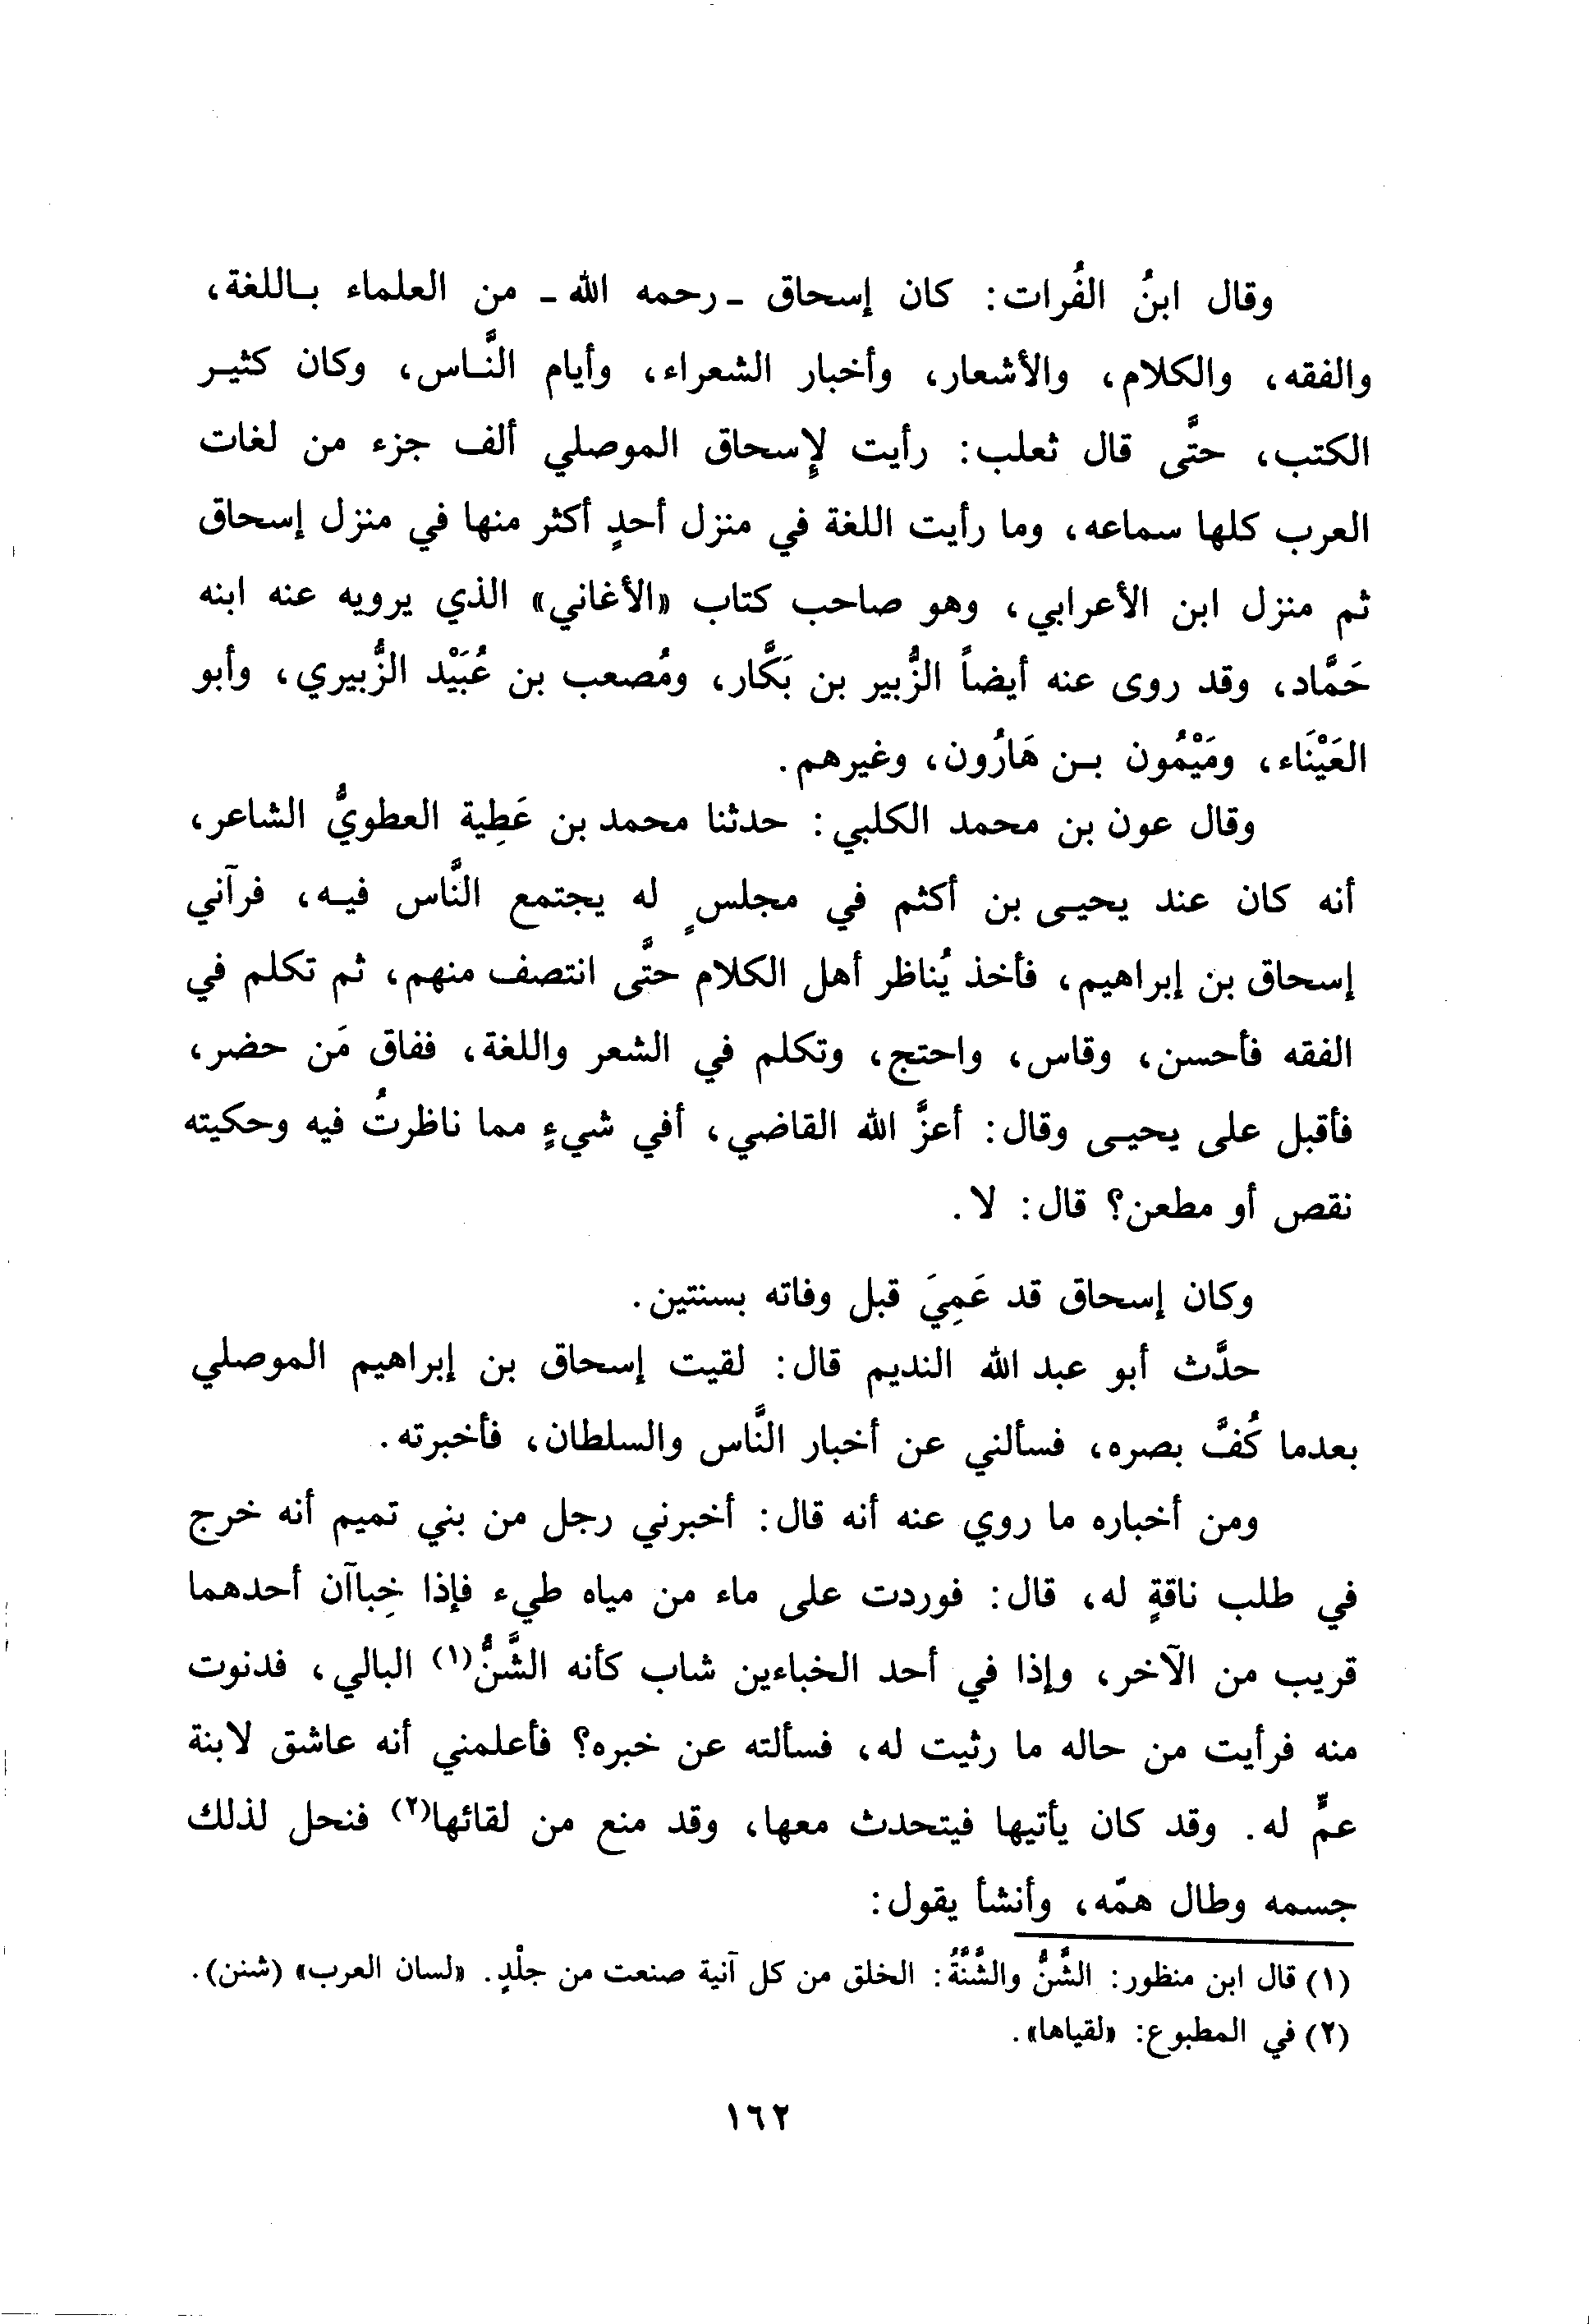 وقال ابنُ الفُرات: كان إسحاق - رحمه الله - من العلماء باللغة،
والفقه، والكلام، والأشعار، وأخبار الشعراء، وأيام النَّاس، وكان كثير
الكتب، حتَّى قال ثعلب: رأيت لإسحاق الموصلي ألف جزء من لغات
العرب كلها سماعه، وما رأيت اللغة في منزل أحدٍ أكثر منها في منزل إسحاق
ثم منزل ابن الأعرابي، وهو صاحب كتاب «الأغاني» الذي يرويه عنه ابنه
حَمَّاد، وقد روى عنه أيضاً الزُّبير بن بَكَّار، ومُصعب بن عُبَيْد الزُّبيري، وأبو
العَيْنَاء، ومَيْمُون بن هَارُون، وغيرهم.
وقال عون بن محمد الكلبي: حدثنا محمد بن عَطِية العطويُّ الشاعر،
أنه كان عند يحيى بن أكثم في مجلسٍ له يجتمع النَّاس فيه، فرآني
إسحاق بن إبراهيم، فأخذ يُناظر أهل الكلام حتَّى انتصف منهم، ثم تكلم في
الفقه فأحسن، وقاس، واحتج، وتكلم في الشعر واللغة، ففاق مَن حضر،
فأقبل على يحيى وقال: أعزَّ الله القاضي، أفي شيءٍ مما ناظرتُ فيه وحكيته
نقص أو مطعن؟ قال: لا.
وكان إسحاق قد عَمِيَ قبل وفاته بسنتين.
حدَّث أبو عبد الله النديم قال: لقيت إسحاق بن إبراهيم الموصلي
بعدما كُفَّ بصره، فسألني عن أخبار النَّاس والسلطان، فأخبرته.
ومن أخباره ما روي عنه أنه قال: أخبرني رجل من بني تميم أنه خرج
في طلب ناقةٍ له، قال: فوردت على ماء من مياه طيء فإذا خِباآن أحدهما
قريب من الآخر، وإذا في أحد الخباءين شاب كأنه الشَّنُّ(١) البالي، فدنوت
منه فرأيت من حاله ما رثيت له، فسألته عن خبره؟ فأعلمني أنه عاشق لابنة
عمٍّ له. وقد كان يأتيها فيتحدث معها، وقد منع من لقائها(٢) فنحل لذلك
جسمه وطال همّه، وأنشأ يقول:
(١) قال ابن منظور: الشَّنُّ والشَّنَّةُ: الخلق من كل آنية صنعت من جلْدٍ. «لسان العرب» (شنن).
(٢) في المطبوع: «لقياها».
١٦٢